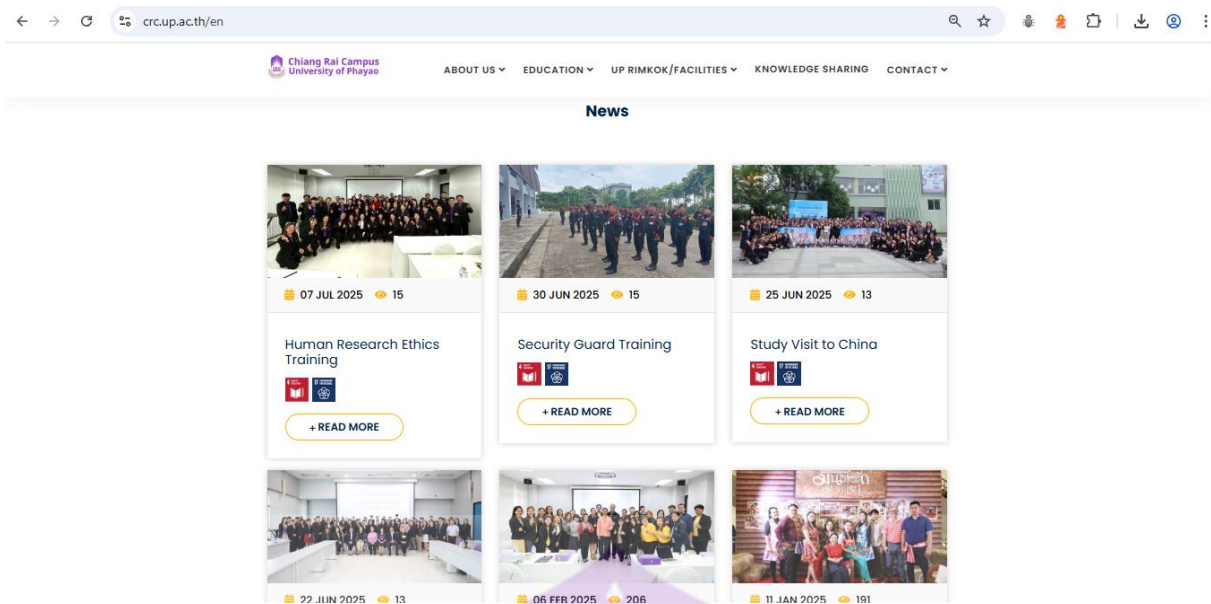 crc.up.ac.th/en
Chiang Rai Campus
University of Phayao
ABOUT US
EDUCATION
UP RIMKOK/FACILITIES
KNOWLEDGE SHARING
CONTACT
News
07 JUL 2025 15
Human Research Ethics
Training
+ READ MORE
30 JUN 2025 15
Security Guard Training
+ READ MORE
25 JUN 2025 13
Study Visit to China
+ READ MORE
22 JUN 2025 13
06 FEB 2025 206
11 JAN 2025 191